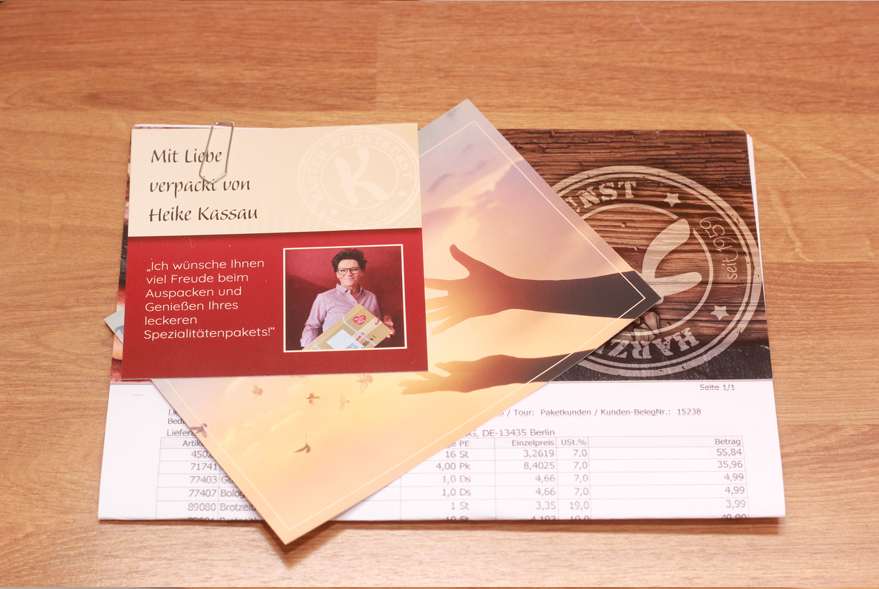 Mit Liebe
verpackt von
Heike Kassau
„Ich wünsche Ihnen
viel Freude beim
Auspacken und
Genießen Ihres
leckeren
Spezialitätenpakets!“
K
KUNST
seit 1959
HARZ
Seite 1/1
/ Tour: Paketkunden / Kunden-BelegNr.: 15238
DE-13435 Berlin
PE Einzelpreis USt.% Betrag
16 St 3,2619 7,0 55,84
71741 4,00 Pk 8,4025 7,0 35,96
77403 1,0 Ds 4,66 7,0 4,99
77407 Bolog 1,0 Ds 4,66 7,0 4,99
89080 Brotzei 1 St 3,35 19,0 3,99